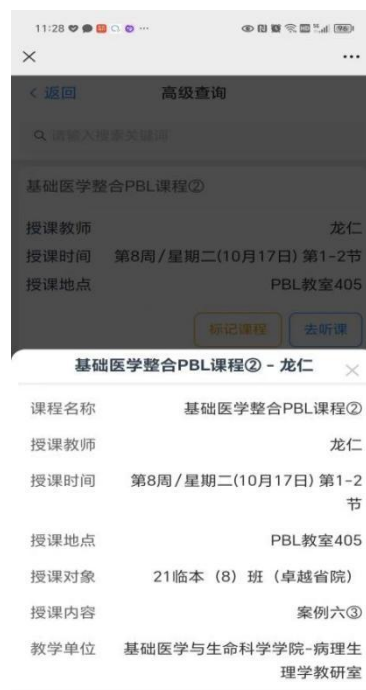 11:28
96
返回 高级查询
请输入搜索关键词
基础医学整合PBL课程②
授课教师 龙仁
授课时间 第8周/星期二(10月17日) 第1-2节
授课地点 PBL教室405
标记课程 去听课
基础医学整合PBL课程② - 龙仁
课程名称 基础医学整合PBL课程②
授课教师 龙仁
授课时间 第8周/星期二(10月17日) 第1-2
节
授课地点 PBL教室405
授课对象 21临本（8）班（卓越省院）
授课内容 案例六③
教学单位 基础医学与生命科学学院-病理生
理学教研室